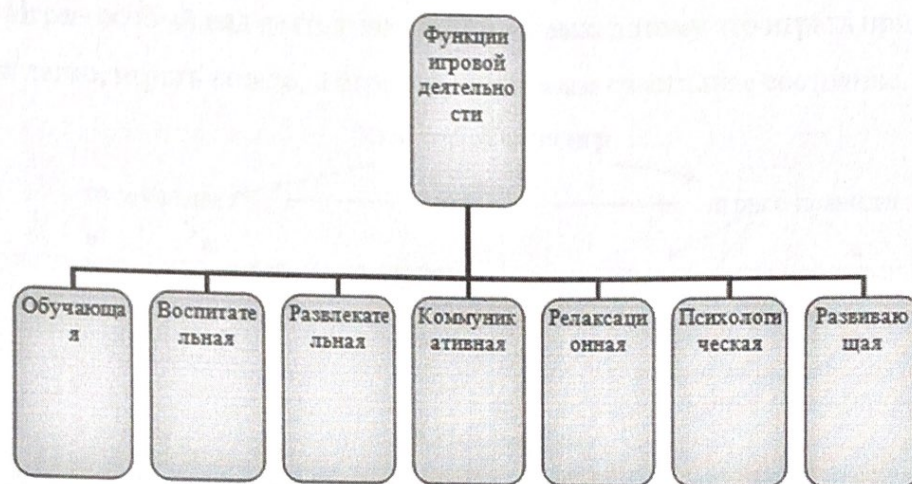 Функции
игровой
деятельно
сти
Обучающа
я
Воспитате
льная
Развлекате
льная
Коммуник
ативная
Релаксаци
онная
Психологи
ческая
Развиваю
щая